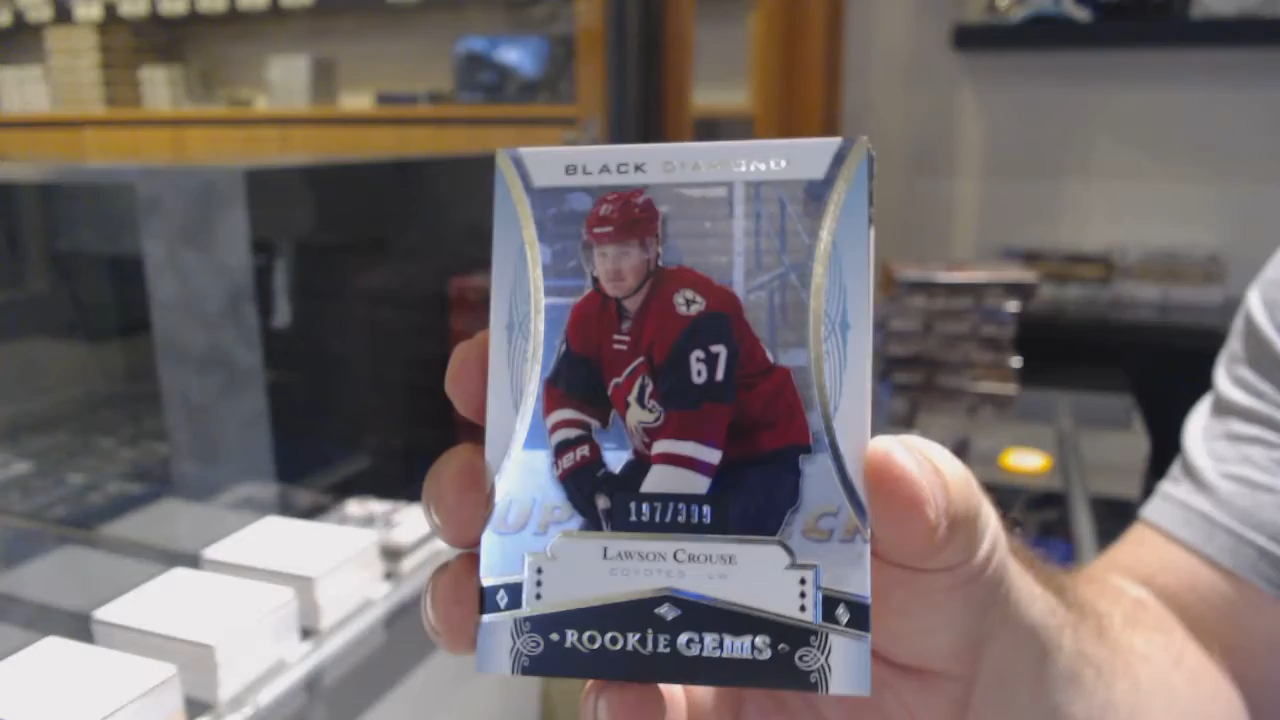 BLACK DIAMOND
67
197/399
LAWSON CROUSE
COYOTES LW
ROOKIE GEMS